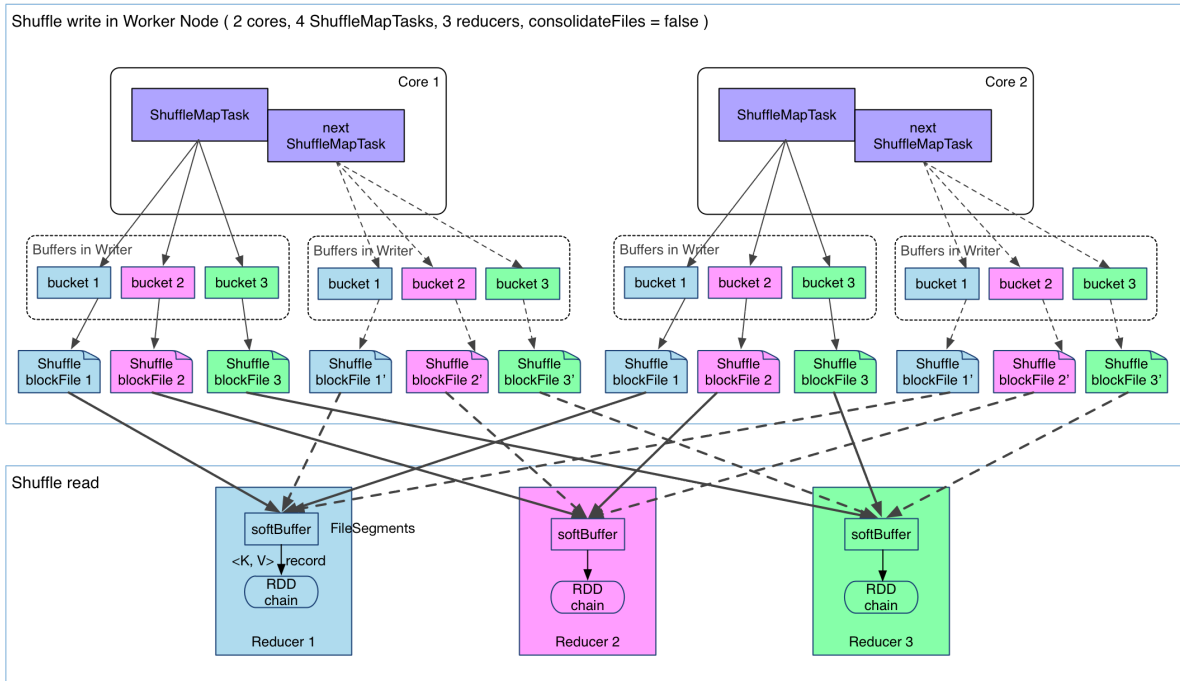 Shuffle write in Worker Node ( 2 cores, 4 ShuffleMapTasks, 3 reducers, consolidateFiles = false )
Core 1
ShuffleMapTask
next
ShuffleMapTask
Core 2
ShuffleMapTask
next
ShuffleMapTask
Buffers in Writer
bucket 1
bucket 2
bucket 3
Buffers in Writer
bucket 1
bucket 2
bucket 3
Buffers in Writer
bucket 1
bucket 2
bucket 3
Buffers in Writer
bucket 1
bucket 2
bucket 3
Shuffle
blockFile 1
Shuffle
blockFile 2
Shuffle
blockFile 3
Shuffle
blockFile 1’
Shuffle
blockFile 2’
Shuffle
blockFile 3’
Shuffle
blockFile 1
Shuffle
blockFile 2
Shuffle
blockFile 3
Shuffle
blockFile 1’
Shuffle
blockFile 2’
Shuffle
blockFile 3’
Shuffle read
softBuffer
FileSegments
<K, V> record
RDD
chain
Reducer 1
softBuffer
RDD
chain
Reducer 2
softBuffer
RDD
chain
Reducer 3